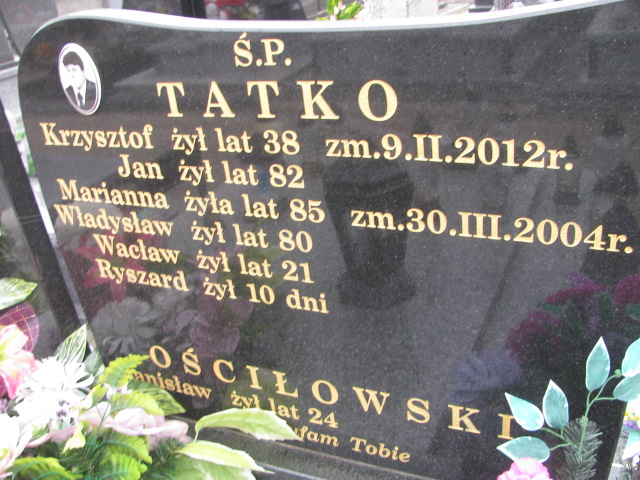 Ś.P.
TATKO
Krzysztof żył lat 38 zm.9.II.2012r.
Jan żył lat 82
Marianna żyła lat 85 zm.30.III.2004r.
Władysław żył lat 80
Wacław żył lat 21
Ryszard żył 10 dni
OŚCIŁOWSKI
żył lat 24
Tobie